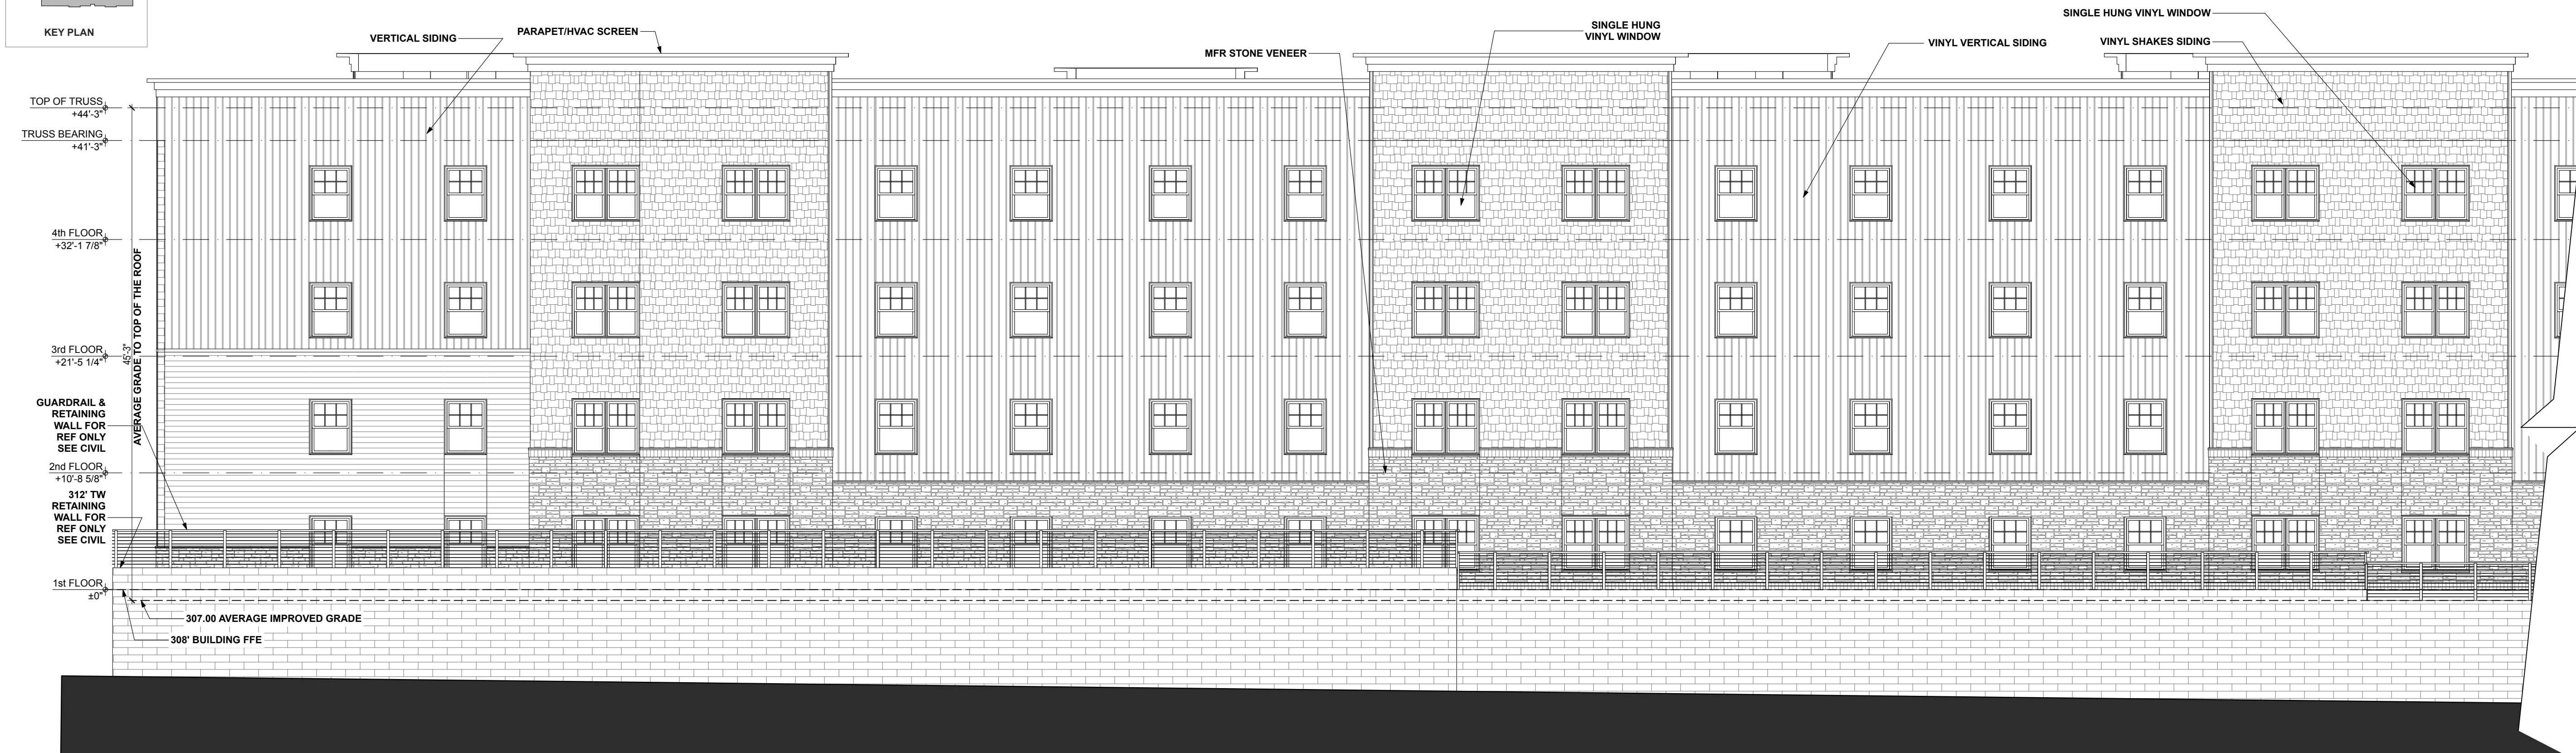 KEY PLAN
VERTICAL SIDING
PARAPET/HVAC SCREEN
MFR STONE VENEER
SINGLE HUNG
VINYL WINDOW
VINYL VERTICAL SIDING
SINGLE HUNG VINYL WINDOW
VINYL SHAKES SIDING
TOP OF TRUSS
+44'-3"
TRUSS BEARING
+41'-3"
4th FLOOR
+32'-1 7/8"
3rd FLOOR
+21'-5 1/4"
45'-3"
AVERAGE GRADE TO TOP OF THE ROOF
GUARDRAIL &
RETAINING
WALL FOR
REF ONLY
SEE CIVIL
2nd FLOOR
+10'-8 5/8"
312' TW
RETAINING
WALL FOR
REF ONLY
SEE CIVIL
1st FLOOR
±0"
307.00 AVERAGE IMPROVED GRADE
308' BUILDING FFE